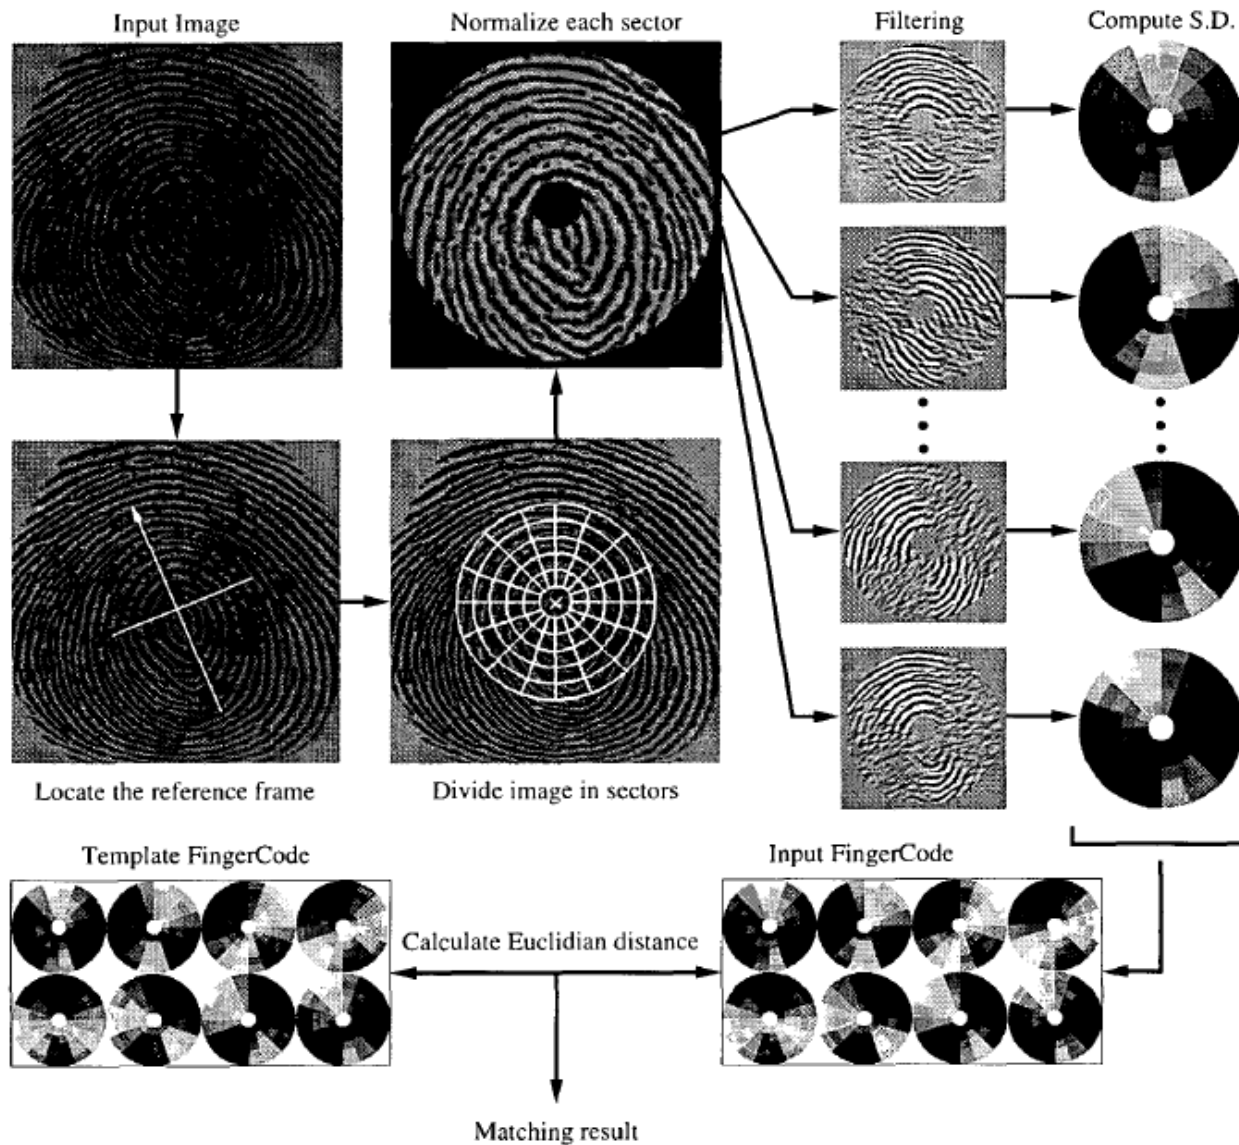 Input Image
Normalize each sector
Filtering
Compute S.D.
Locate the reference frame
Divide image in sectors
Template FingerCode
Input FingerCode
Calculate Euclidian distance
Matching result